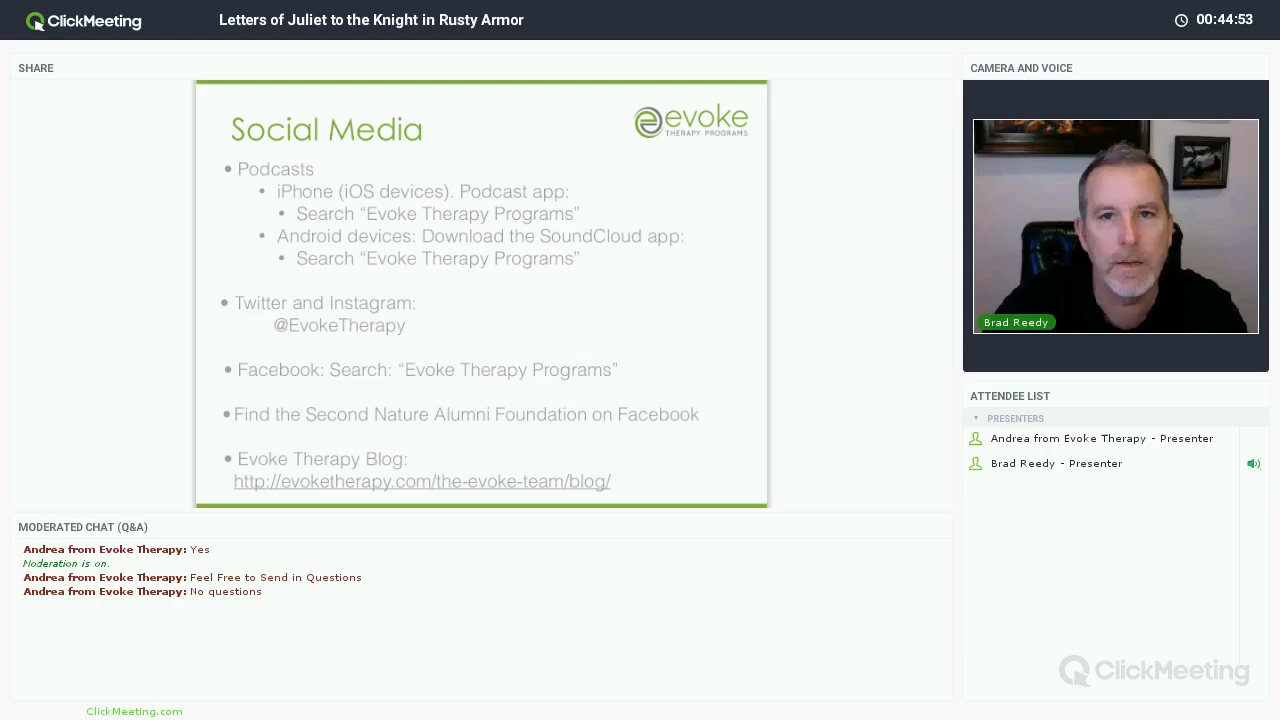 ClickMeeting
Letters of Juliet to the Knight in Rusty Armor
00:44:53
SHARE
Social Media
evoke
THERAPY PROGRAMS
• Podcasts
• iPhone (iOS devices). Podcast app:
• Search “Evoke Therapy Programs”
• Android devices: Download the SoundCloud app:
• Search “Evoke Therapy Programs”
• Twitter and Instagram:
@EvokeTherapy
• Facebook: Search: “Evoke Therapy Programs”
• Find the Second Nature Alumni Foundation on Facebook
• Evoke Therapy Blog:
http://evoketherapy.com/the-evoke-team/blog/
MODERATED CHAT (Q&A)
Andrea from Evoke Therapy: Yes
Moderation is on.
Andrea from Evoke Therapy: Feel Free to Send in Questions
Andrea from Evoke Therapy: No questions
CAMERA AND VOICE
Brad Reedy
ATTENDEE LIST
PRESENTERS
Andrea from Evoke Therapy - Presenter
Brad Reedy - Presenter
ClickMeeting
ClickMeeting.com